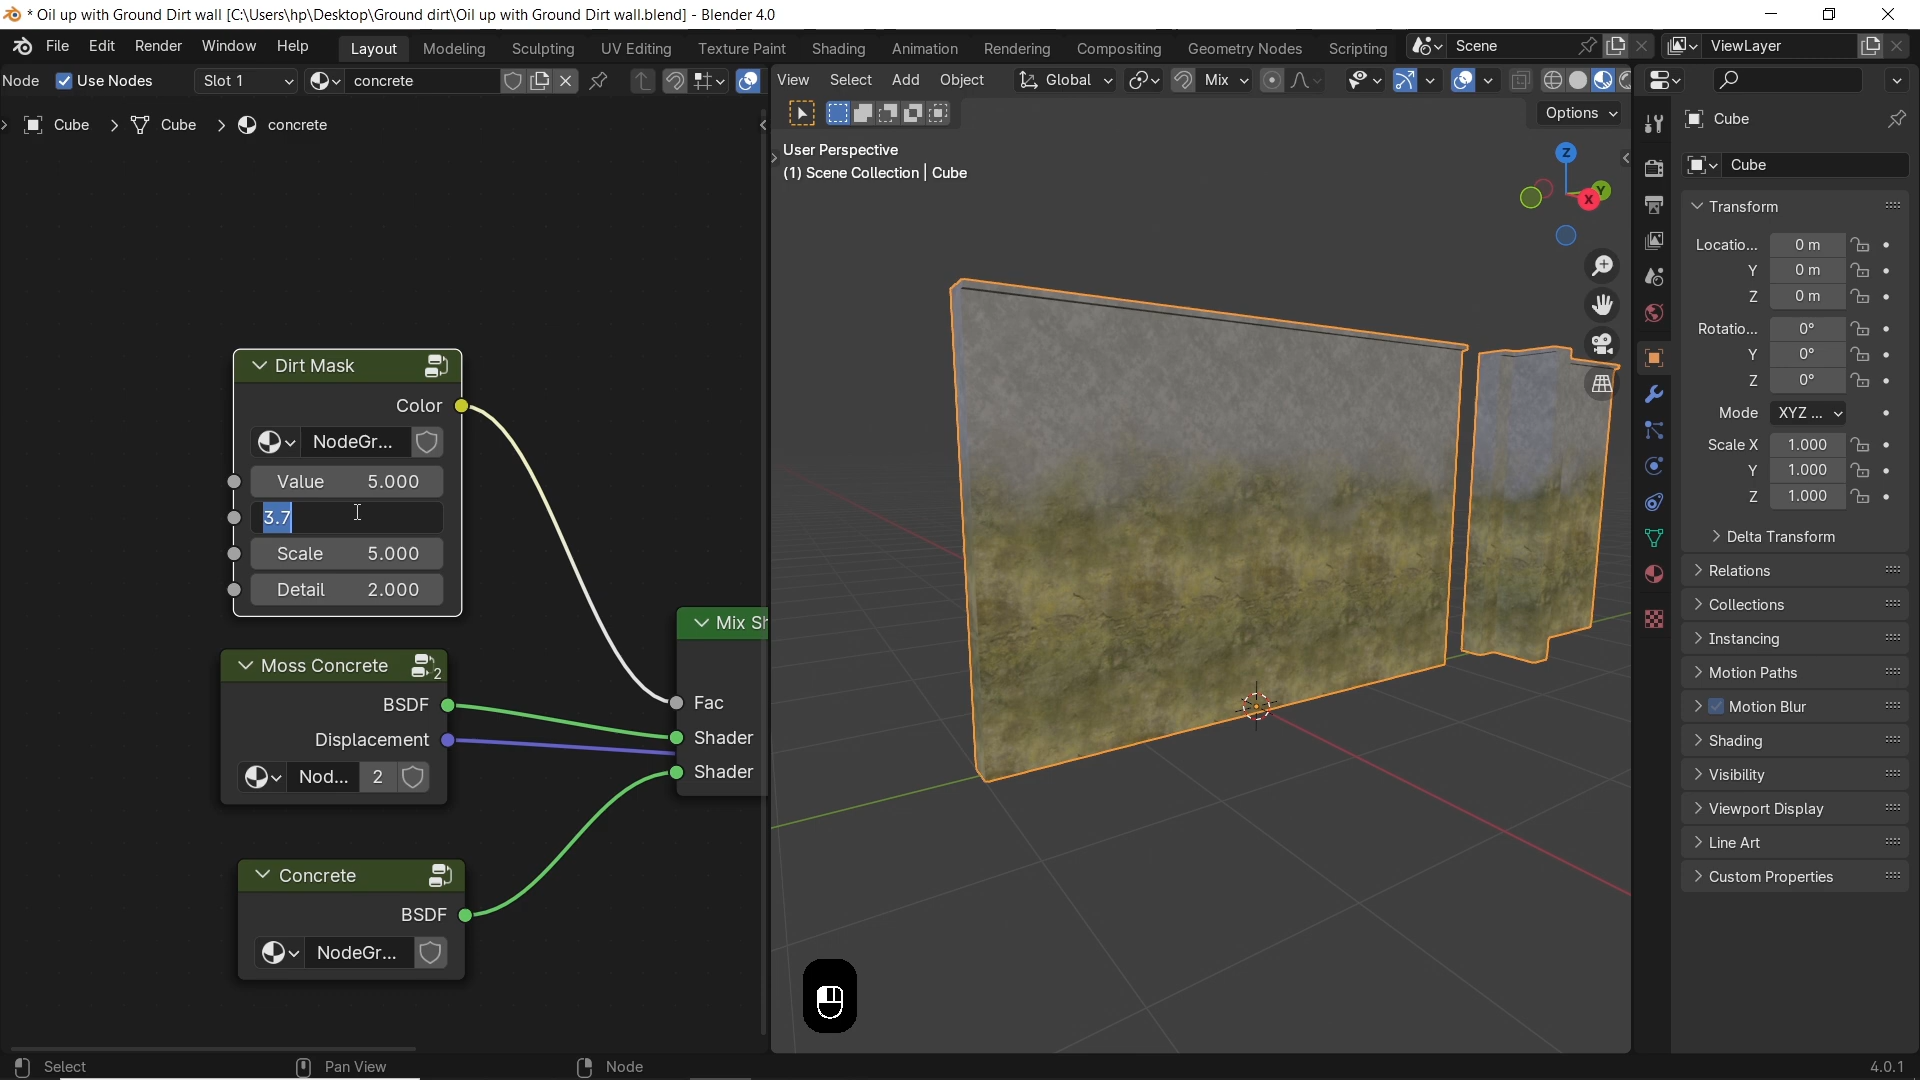 * Oil up with Ground Dirt wall [C:\Users\hp\Desktop\Ground dirt\Oil up with Ground Dirt wall.blend] - Blender 4.0
File Edit Render Window Help Layout Modeling Sculpting UV Editing Texture Paint Shading Animation Rendering Compositing Geometry Nodes Scripting Scene ViewLayer
Node Use Nodes Slot 1 concrete View Select Add Object Global Mix
Options
Cube Cube concrete
User Perspective
(1) Scene Collection | Cube
Z
Y
X
Dirt Mask
Color
NodeGr...
Value 5.000
3.7
Scale 5.000
Detail 2.000
Moss Concrete
2
BSDF
Displacement
Nod... 2
Mix Sh
Fac
Shader
Shader
Concrete
BSDF
NodeGr...
Cube
Cube
Transform
Locatio... 0 m
Y 0 m
Z 0 m
Rotatio... 0°
Y 0°
Z 0°
Mode XYZ ...
Scale X 1.000
Y 1.000
Z 1.000
Delta Transform
Relations
Collections
Instancing
Motion Paths
Motion Blur
Shading
Visibility
Viewport Display
Line Art
Custom Properties
Select Pan View Node 4.0.1